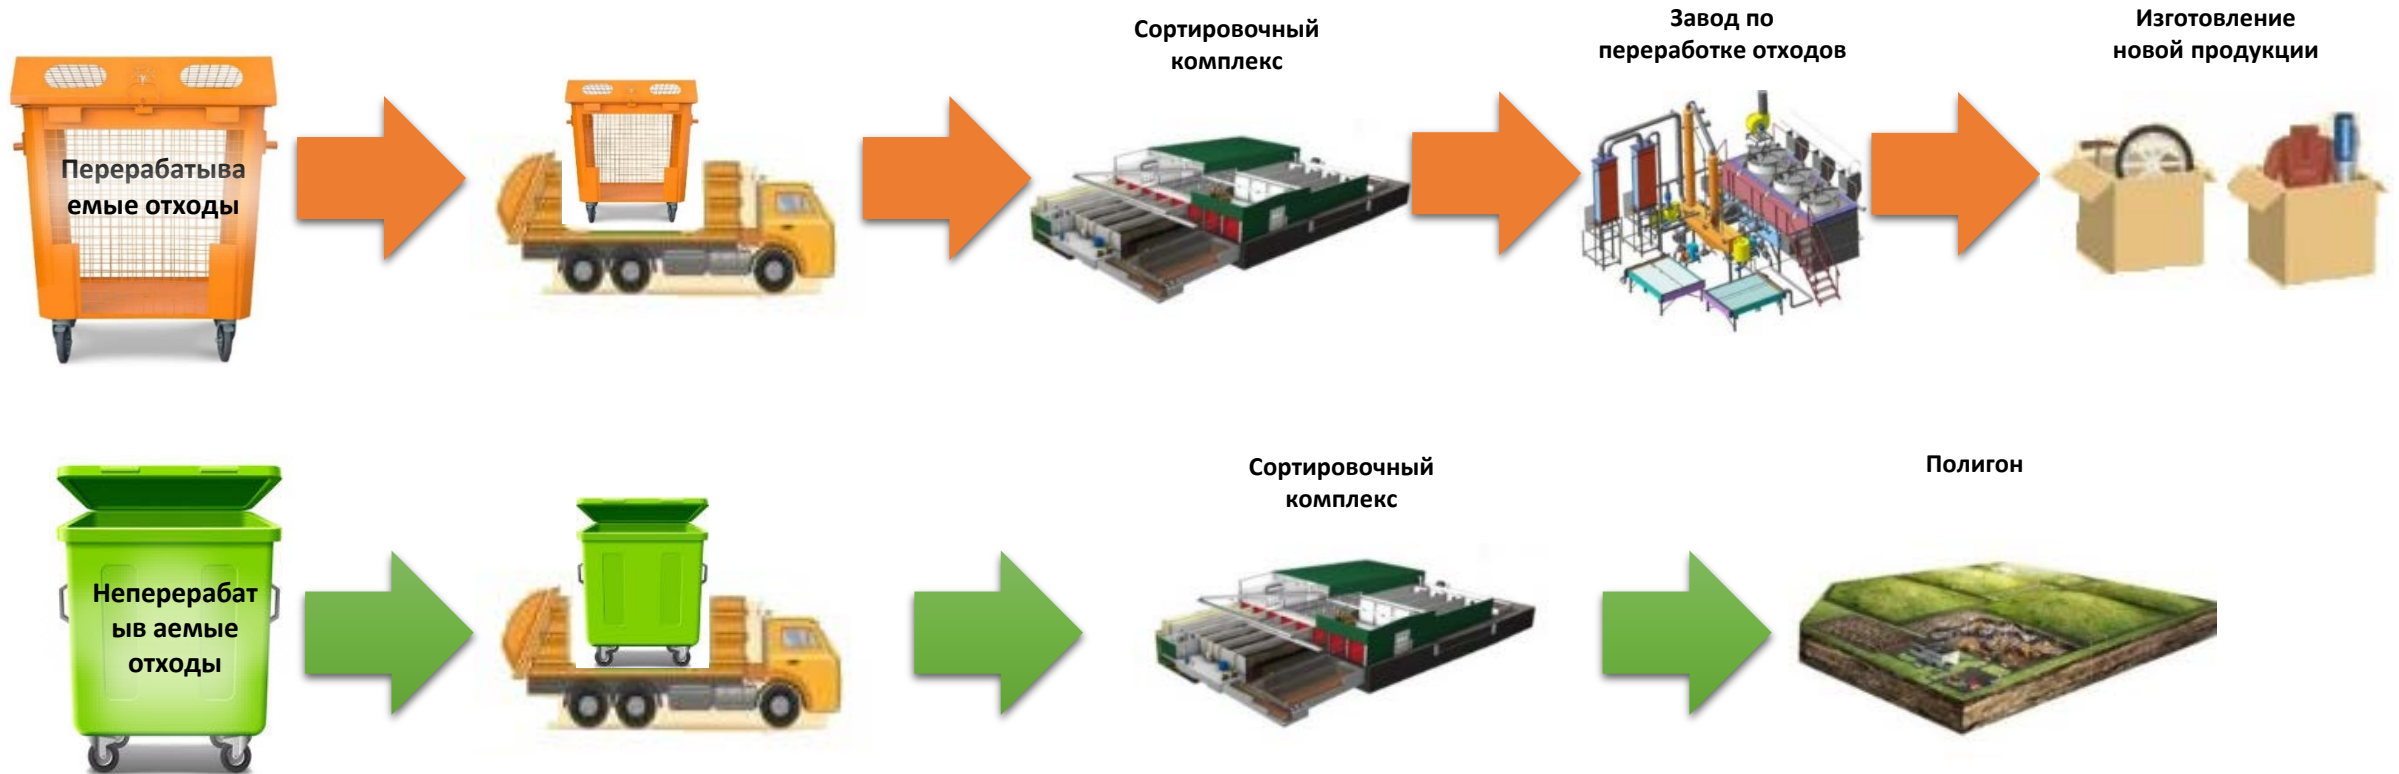 Сортировочный
комплекс
Завод по
переработке отходов
Изготовление
новой продукции
Перерабатыва
емые отходы
Сортировочный
комплекс
Полигон
Неперерабат
ыв аемые
отходы